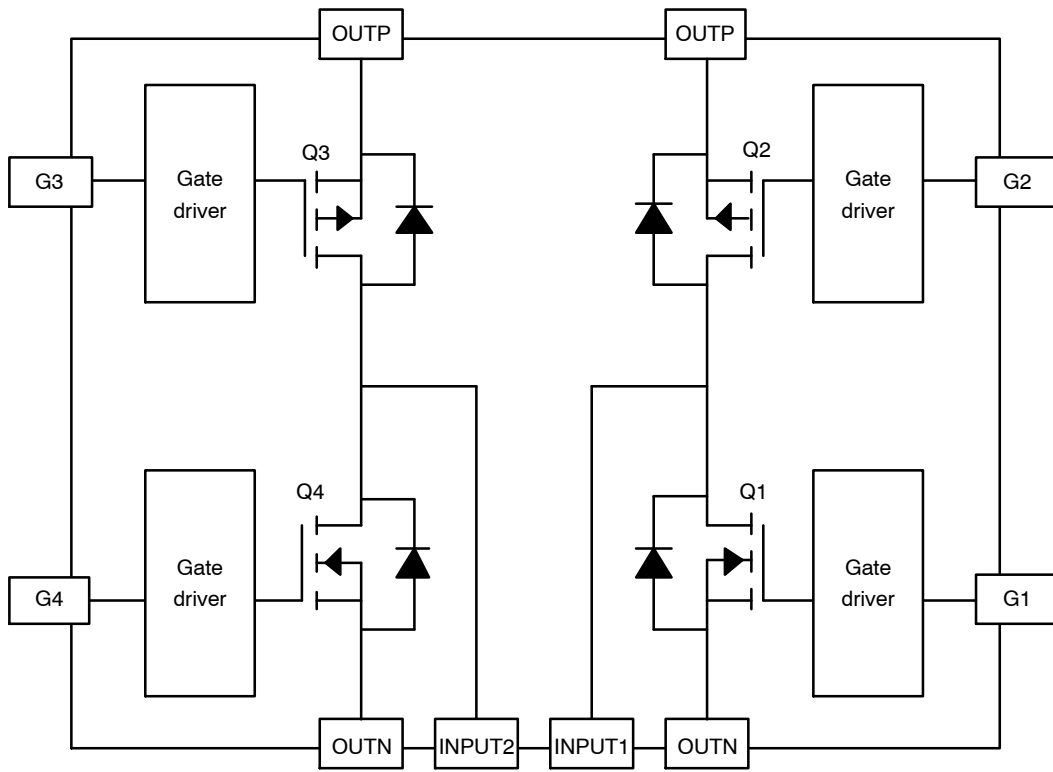 OUTP
OUTP
Q3
Q2
G3
Gate
driver
Gate
driver
G2
Q4
Q1
G4
Gate
driver
Gate
driver
G1
OUTN
INPUT2
INPUT1
OUTN